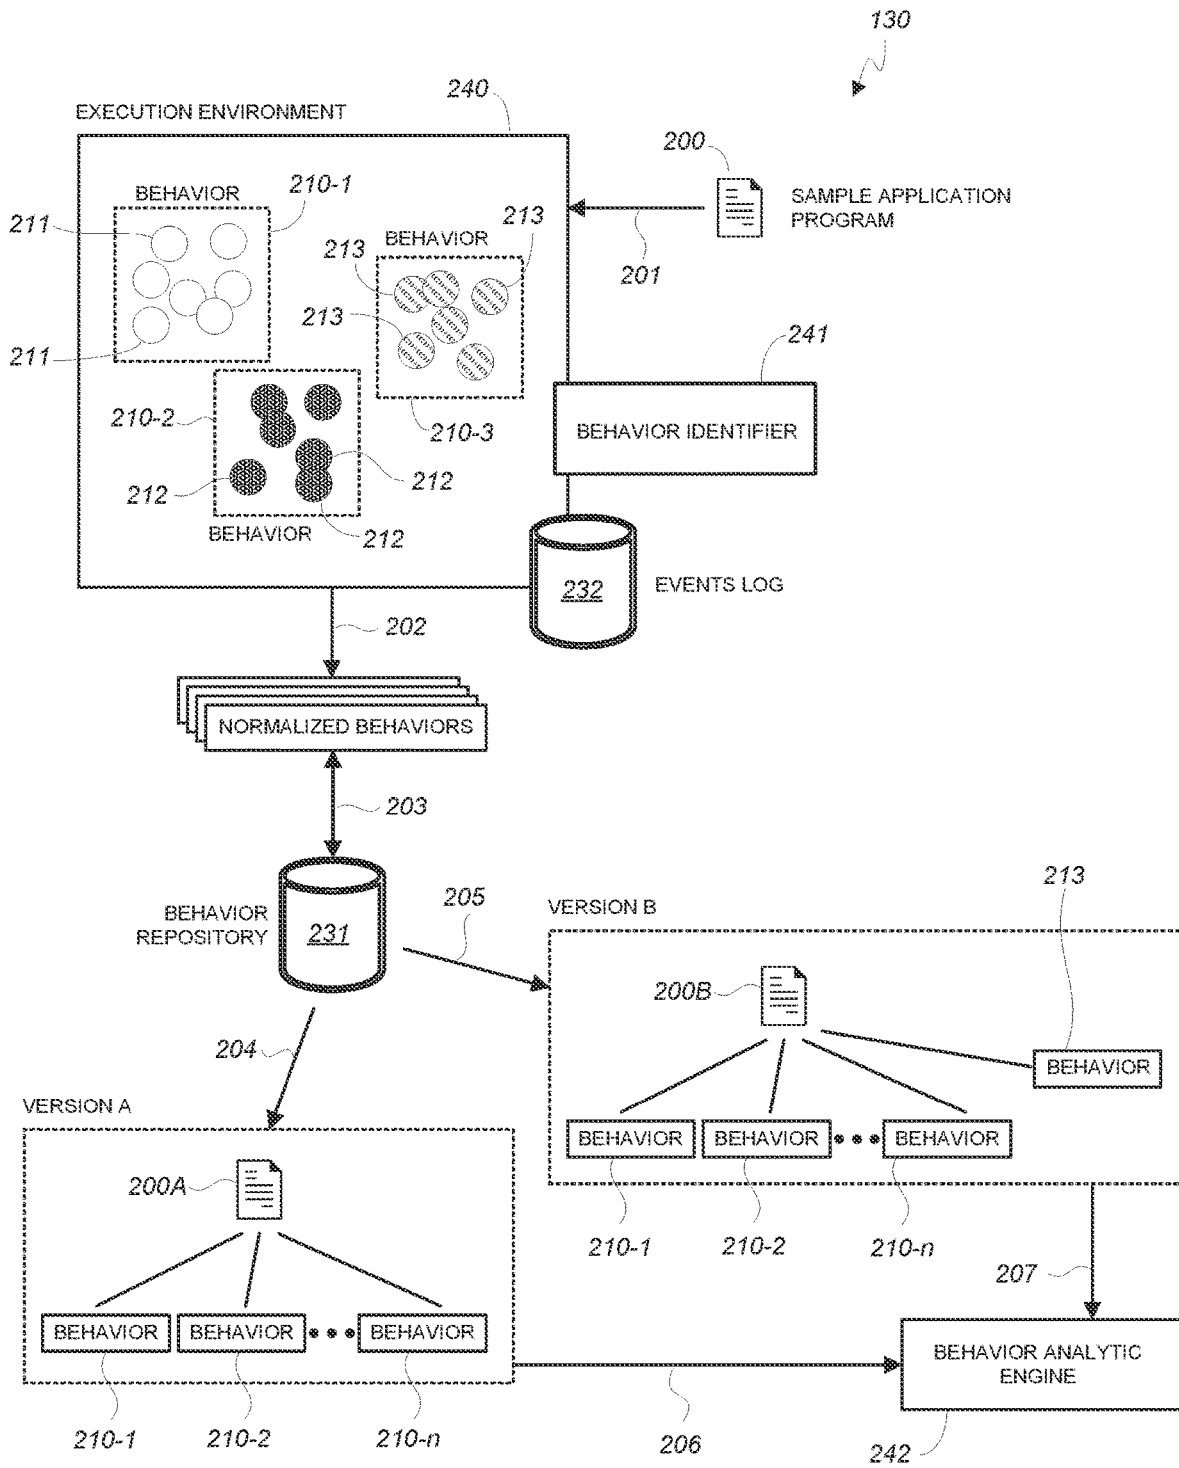 130
EXECUTION ENVIRONMENT
240
200
SAMPLE APPLICATION
PROGRAM
201
BEHAVIOR
210-1
211
211
BEHAVIOR
213
213
213
210-3
241
BEHAVIOR IDENTIFIER
210-2
212
212
212
BEHAVIOR
232
EVENTS LOG
202
NORMALIZED BEHAVIORS
203
BEHAVIOR
REPOSITORY
231
205
VERSION B
213
200B
BEHAVIOR
BEHAVIOR
BEHAVIOR
BEHAVIOR
210-1
210-2
210-n
204
VERSION A
200A
BEHAVIOR
BEHAVIOR
BEHAVIOR
210-1
210-2
210-n
206
207
BEHAVIOR ANALYTIC
ENGINE
242